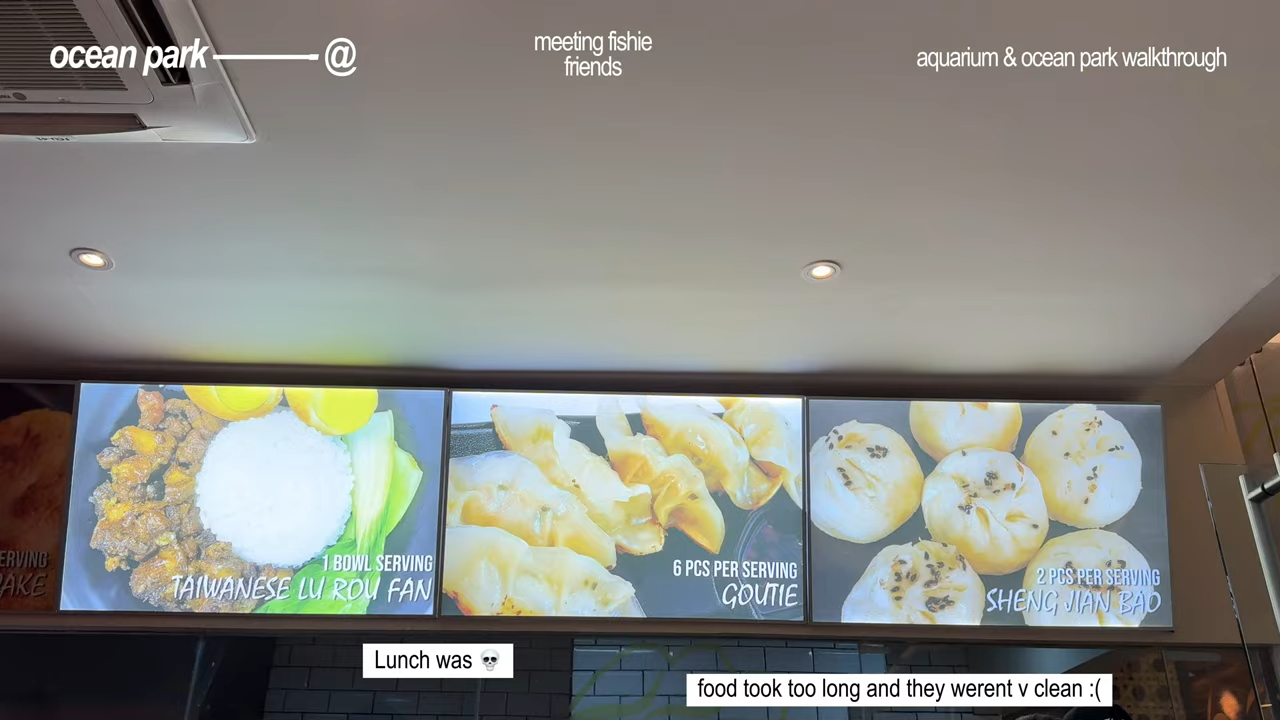 ocean park
@
meeting fishie
friends
aquarium & ocean park walkthrough
1 BOWL SERVING
TAIWANESE LU ROU FAN
6 PCS PER SERVING
GOUTIE
2 PCS PER SERVING
SHENG JIAN BAO
Lunch was 💀
food took too long and they werent v clean :(